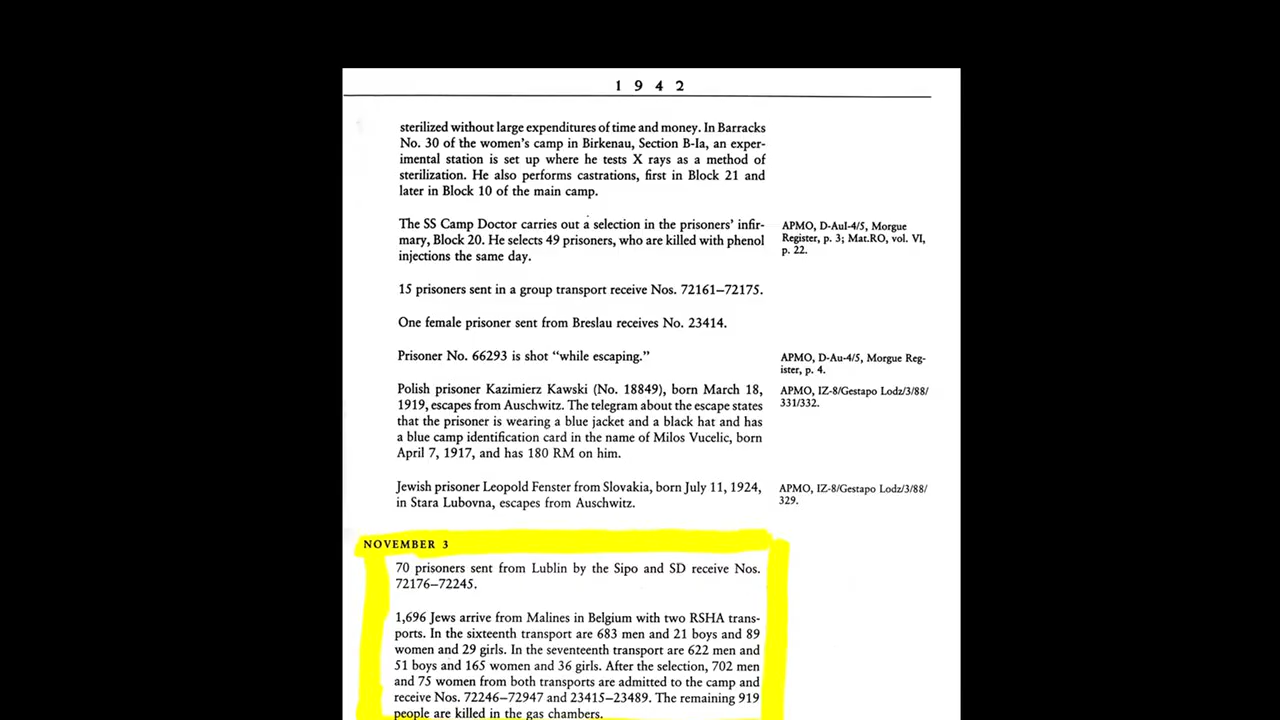 1 9 4 2
sterilized without large expenditures of time and money. In Barracks
No. 30 of the women's camp in Birkenau, Section B-Ia, an exper-
imental station is set up where he tests X rays as a method of
sterilization. He also performs castrations, first in Block 21 and
later in Block 10 of the main camp.
The SS Camp Doctor carries out a selection in the prisoners' infir-
mary, Block 20. He selects 49 prisoners, who are killed with phenol
injections the same day.
APMO, D-AuI-4/5, Morgue
Register, p. 3; Mat.RO, vol. VI,
p. 22.
15 prisoners sent in a group transport receive Nos. 72161–72175.
One female prisoner sent from Breslau receives No. 23414.
Prisoner No. 66293 is shot “while escaping.”
APMO, D-Au-4/5, Morgue Reg-
ister, p. 4.
Polish prisoner Kazimierz Kawski (No. 18849), born March 18,
1919, escapes from Auschwitz. The telegram about the escape states
that the prisoner is wearing a blue jacket and a black hat and has
a blue camp identification card in the name of Milos Vucelic, born
April 7, 1917, and has 180 RM on him.
APMO, IZ-8/Gestapo Lodz/3/88/
331/332.
Jewish prisoner Leopold Fenster from Slovakia, born July 11, 1924,
in Stara Lubovna, escapes from Auschwitz.
APMO, IZ-8/Gestapo Lodz/3/88/
329.
NOVEMBER 3
70 prisoners sent from Lublin by the Sipo and SD receive Nos.
72176–72245.
1,696 Jews arrive from Malines in Belgium with two RSHA trans-
ports. In the sixteenth transport are 683 men and 21 boys and 89
women and 29 girls. In the seventeenth transport are 622 men and
51 boys and 165 women and 36 girls. After the selection, 702 men
and 75 women from both transports are admitted to the camp and
receive Nos. 72246–72947 and 23415–23489. The remaining 919
people are killed in the gas chambers.